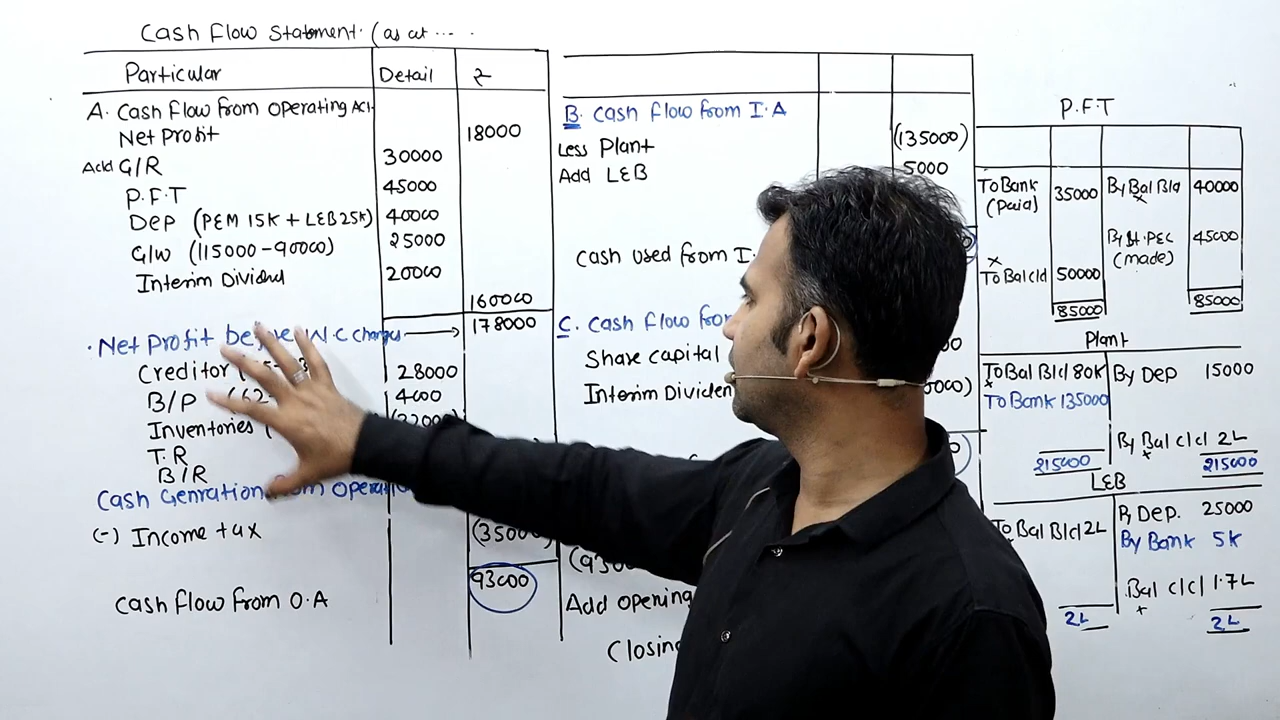 Cash Flow Statement (as at ....
Particular Detail ₹
A. Cash flow from Operating Act.
Net Profit 18000
Add G/R 30000
P.F.T 45000
Dep (PEM 15K + LEB 25K) 40000
G/W (115000-90000) 25000
Interim Dividend 20000
160000
Net Profit W.C Changes → 178000
Creditor 28000
B/P (62- 4000
Inventories
T.R
B/R
Cash Genration from Operati
(-) Income tax (35000)
Cash flow from O.A 93000
B. Cash flow from I.A
Less Plant (135000)
Add LEB 5000
Cash used from I.
C. Cash flow from
Share capital
Interim Dividen
Add opening
Closin
P.F.T
To Bank 35000 By Bal B/d 40000
(Paid)
By St. P&L 45000
(made)
To Bal c/d 50000
85000 85000
Plant
To Bal B/d 80K By Dep 15000
To Bank 135000
By Bal c/d 2L
215000 215000
LEB
To Bal B/d 2L By Dep. 25000
By Bank 5K
Bal c/d 1.7L
2L 2L